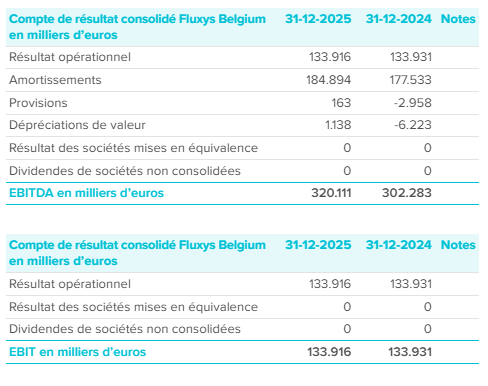 Compte de résultat consolidé Fluxys Belgium 31-12-2025 31-12-2024 Notes
en milliers d'euros
Résultat opérationnel 133.916 133.931
Amortissements 184.894 177.533
Provisions 163 -2.958
Dépréciations de valeur 1.138 -6.223
Résultat des sociétés mises en équivalence 0 0
Dividendes de sociétés non consolidées 0 0
EBITDA en milliers d'euros 320.111 302.283
Compte de résultat consolidé Fluxys Belgium 31-12-2025 31-12-2024 Notes
en milliers d'euros
Résultat opérationnel 133.916 133.931
Résultat des sociétés mises en équivalence 0 0
Dividendes de sociétés non consolidées 0 0
EBIT en milliers d'euros 133.916 133.931